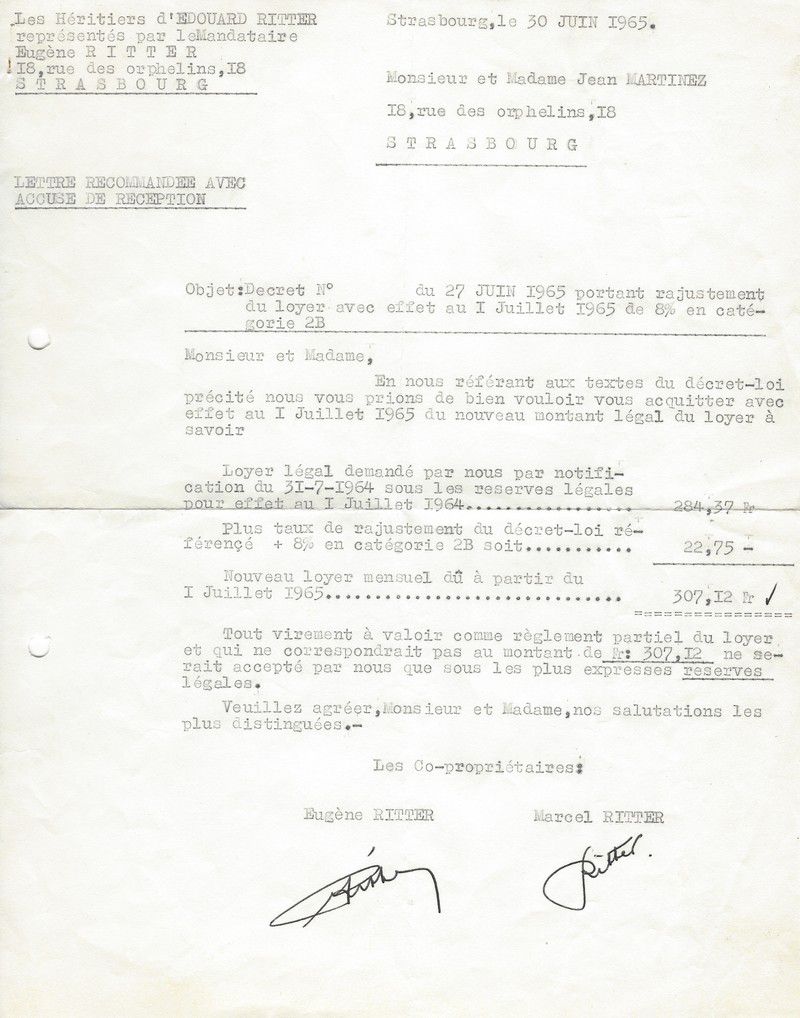 Les Héritiers d'EDOUARD RITTER
représentés par leMandataire
Eugène R I T T E R
18,rue des orphelins,18
S T R A S B O U R G
Strasbourg,le 30 JUIN 1965.
Monsieur et Madame Jean MARTINEZ
18,rue des orphelins,18
S T R A S B O U R G
LETTRE RECOMMANDEE AVEC
ACCUSE DE RECEPTION
Objet:Decret N° du 27 JUIN 1965 portant rajustement
du loyer avec effet au I Juillet 1965 de 8% en caté-
gorie 2B
Monsieur et Madame,
En nous référant aux textes du décret-loi
précité nous vous prions de bien vouloir vous acquitter avec
effet au I Juillet 1965 du nouveau montant légal du loyer à
savoir
Loyer légal demandé par nous par notifi-
cation du 31-7-1964 sous les reserves légales
pour effet au I Juillet 1964.................. 284,37 Fr
Plus taux de rajustement du décret-loi ré-
férençé + 8% en catégorie 2B soit........... 22,75 -
Nouveau loyer mensuel dû à partir du
I Juillet 1965.............................. 307,12 Fr
Tout virement à valoir comme règlement partiel du loyer
et qui ne correspondrait pas au montant de Fr: 307,12 ne se-
rait accepté par nous que sous les plus expresses reserves
légales.
Veuillez agréer,Monsieur et Madame,nos salutations les
plus distinguées.-
Les Co-propriétaires:
Eugène RITTER Marcel RITTER
Ritter.